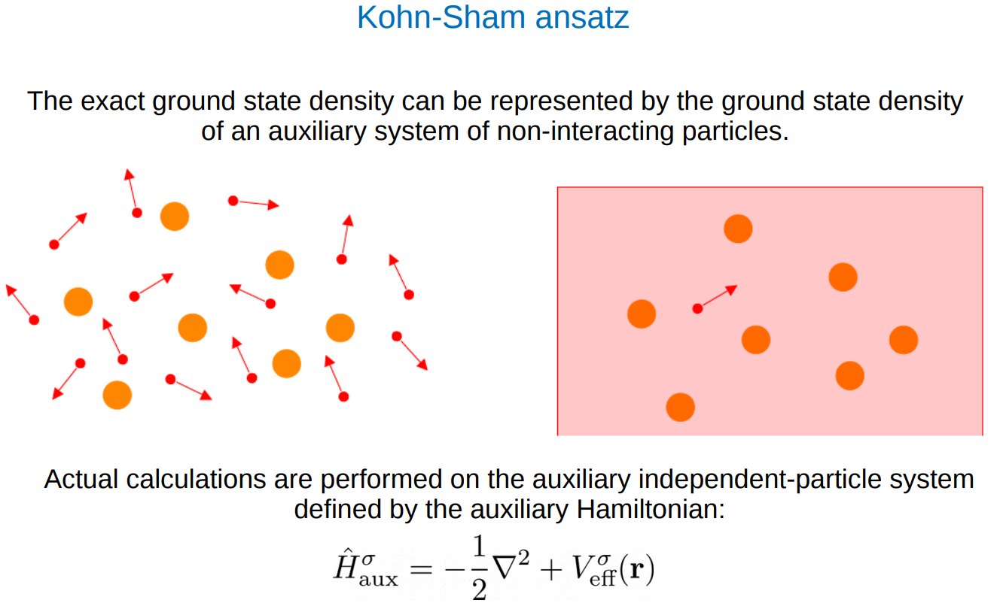 Kohn-Sham ansatz
The exact ground state density can be represented by the ground state density
of an auxiliary system of non-interacting particles.
Actual calculations are performed on the auxiliary independent-particle system
defined by the auxiliary Hamiltonian:
$\hat{H}^{\sigma}_{\text{aux}} = -\frac{1}{2}\nabla^2 + V^{\sigma}_{\text{eff}}(\mathbf{r})$